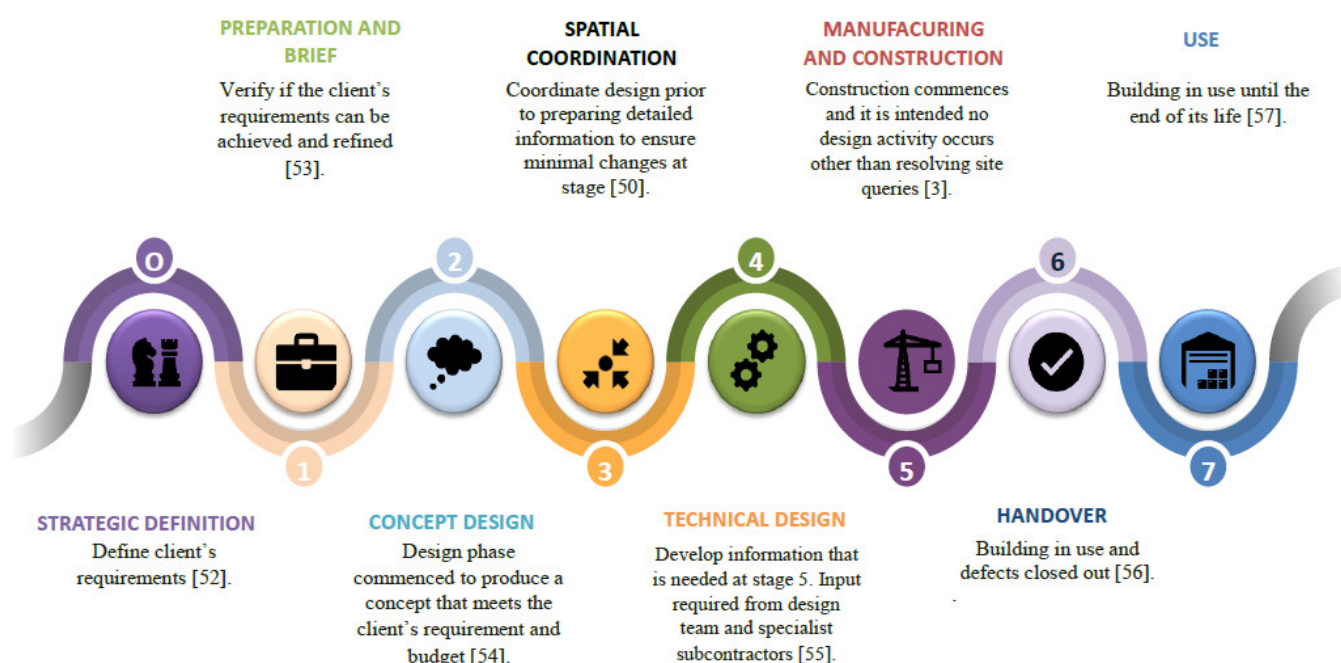 PREPARATION AND
BRIEF
Verify if the client's
requirements can be
achieved and refined
[53].
SPATIAL
COORDINATION
Coordinate design prior
to preparing detailed
information to ensure
minimal changes at
stage [50].
MANUFACURING
AND CONSTRUCTION
Construction commences
and it is intended no
design activity occurs
other than resolving site
queries [3].
USE
Building in use until the
end of its life [57].
O
1
2
3
4
5
6
7
STRATEGIC DEFINITION
Define client's
requirements [52].
CONCEPT DESIGN
Design phase
commenced to produce a
concept that meets the
client's requirement and
budget [54].
TECHNICAL DESIGN
Develop information that
is needed at stage 5. Input
required from design
team and specialist
subcontractors [55].
HANDOVER
Building in use and
defects closed out [56].
.